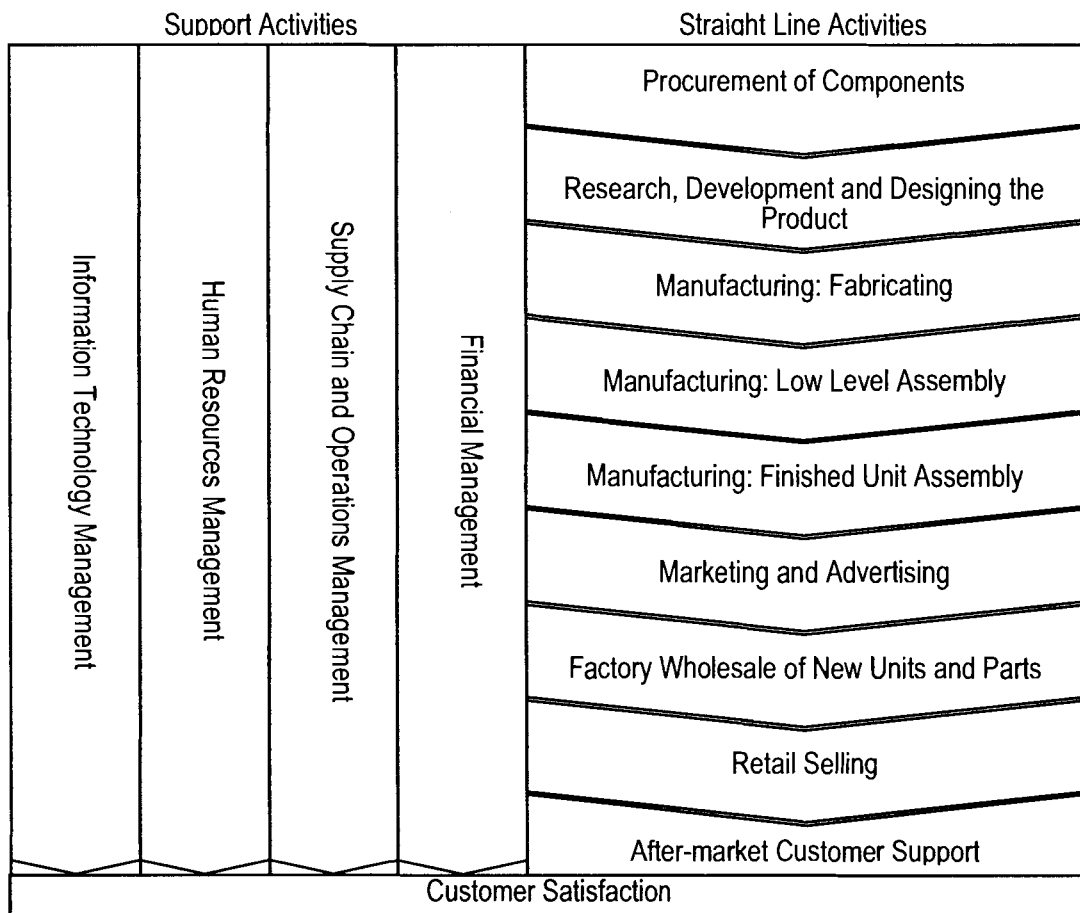 Support Activities
Straight Line Activities
Information Technology Management
Human Resources Management
Supply Chain and Operations Management
Financial Management
Procurement of Components
Research, Development and Designing the
Product
Manufacturing: Fabricating
Manufacturing: Low Level Assembly
Manufacturing: Finished Unit Assembly
Marketing and Advertising
Factory Wholesale of New Units and Parts
Retail Selling
After-market Customer Support
Customer Satisfaction